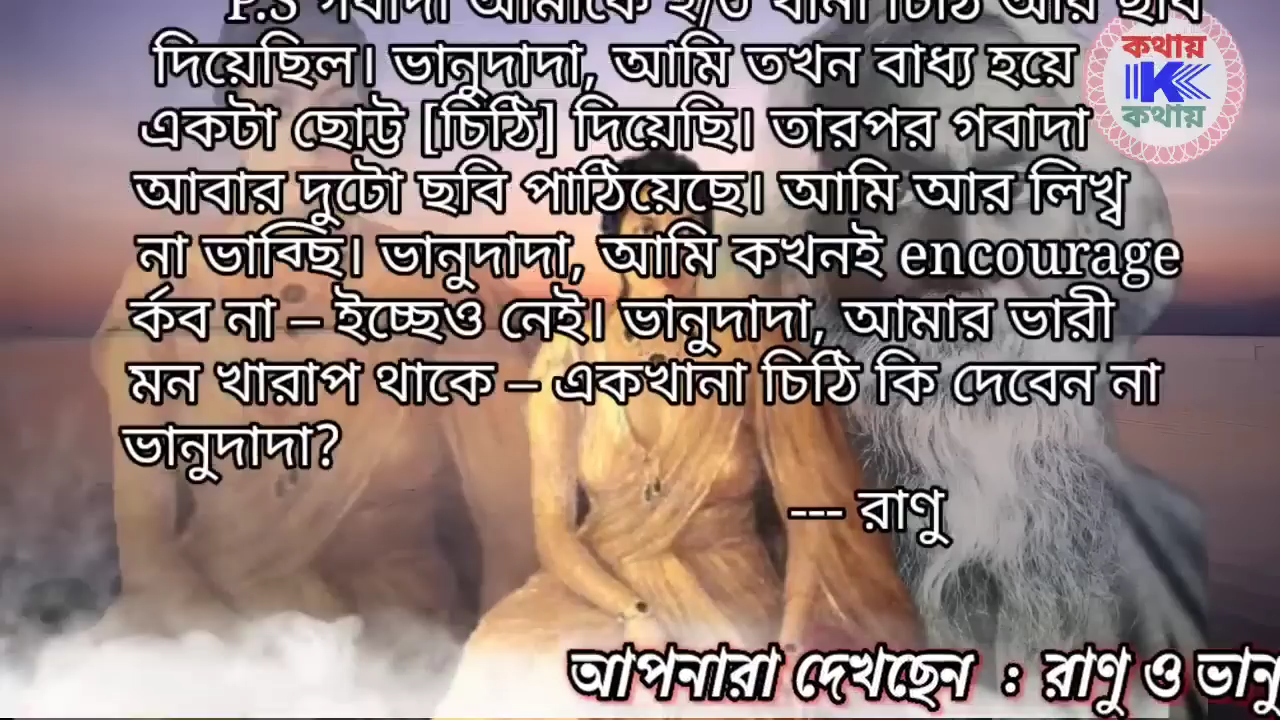 P.S গবাদা আমাকে ২/৩ খানা চিঠি আর ছবি
দিয়েছিল। ভানুদাদা, আমি তখন বাধ্য হয়ে
একটা ছোট্ট [চিঠি] দিয়েছি। তারপর গবাদা
আবার দুটো ছবি পাঠিয়েছে। আমি আর লিখ্ব
না ভাব্ছি। ভানুদাদা, আমি কখনই encourage
র্কব না – ইচ্ছেও নেই। ভানুদাদা, আমার ভারী
মন খারাপ থাকে – একখানা চিঠি কি দেবেন না
ভানুদাদা?
--- রাণু
কথায়
K
কথায়
আপনারা দেখছেন : রাণু ও ভানু